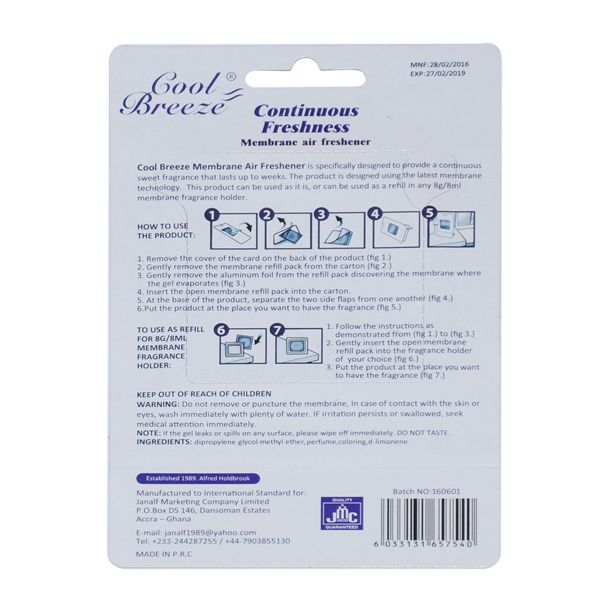 MNF: 28/02/2016
EXP: 27/02/2019
Cool ®
Breeze
Continuous
Freshness
Membrane air freshener
Cool Breeze Membrane Air Freshener is specifically designed to provide a continuous
sweet fragrance that lasts up to weeks. The product is designed using the latest membrane
technology. This product can be used as it is, or can be used as a refill in any 8g/8ml
membrane fragrance holder.
HOW TO USE
THE PRODUCT:
1 2 3 4 5
1. Remove the cover of the card on the back of the product (fig 1.)
2. Gently remove the membrane refill pack from the carton (fig 2.)
3. Gently remove the aluminum foil from the refill pack discovering the membrane where
the gel evaporates (fig 3.)
4. Insert the open membrane refill pack into the carton.
5. At the base of the product, separate the two side flaps from one another (fig 4.)
6.Put the product at the place you want to have the fragrance (fig 5.)
TO USE AS REFILL
FOR 8G/8ML
MEMBRANE
FRAGRANCE
HOLDER:
6 7
1. Follow the instructions as
demonstrated from (fig 1.) to (fig 3.)
2. Gently insert the open membrane
refill pack into the fragrance holder
of your choice (fig 6.)
3. Put the product at the place you want
to have the fragrance (fig 7.)
KEEP OUT OF REACH OF CHILDREN
WARNING: Do not remove or puncture the membrane, In case of contact with the skin or
eyes, wash immediately with plenty of water. IF irritation persists or swallowed, seek
medical attention immediately.
NOTE: If the gel leaks or spills on any surface, please wipe off immediately. DO NOT TASTE.
INGREDIENTS: dipropylene glycol methyl ether, perfume,coloring,d-limonene
Established 1989. Alfred Holdbrook
Manufactured to International Standard for:
Janalf Marketing Company Limited
P.O.Box DS 146, Dansoman Estates
Accra – Ghana
E-mail: janalf1989@yahoo.com
Tel: +233-244287255 / +44-7903855130
MADE IN P.R.C
QUALITY
JMC
GUARANTEED
Batch NO:160601
6 033131 657540